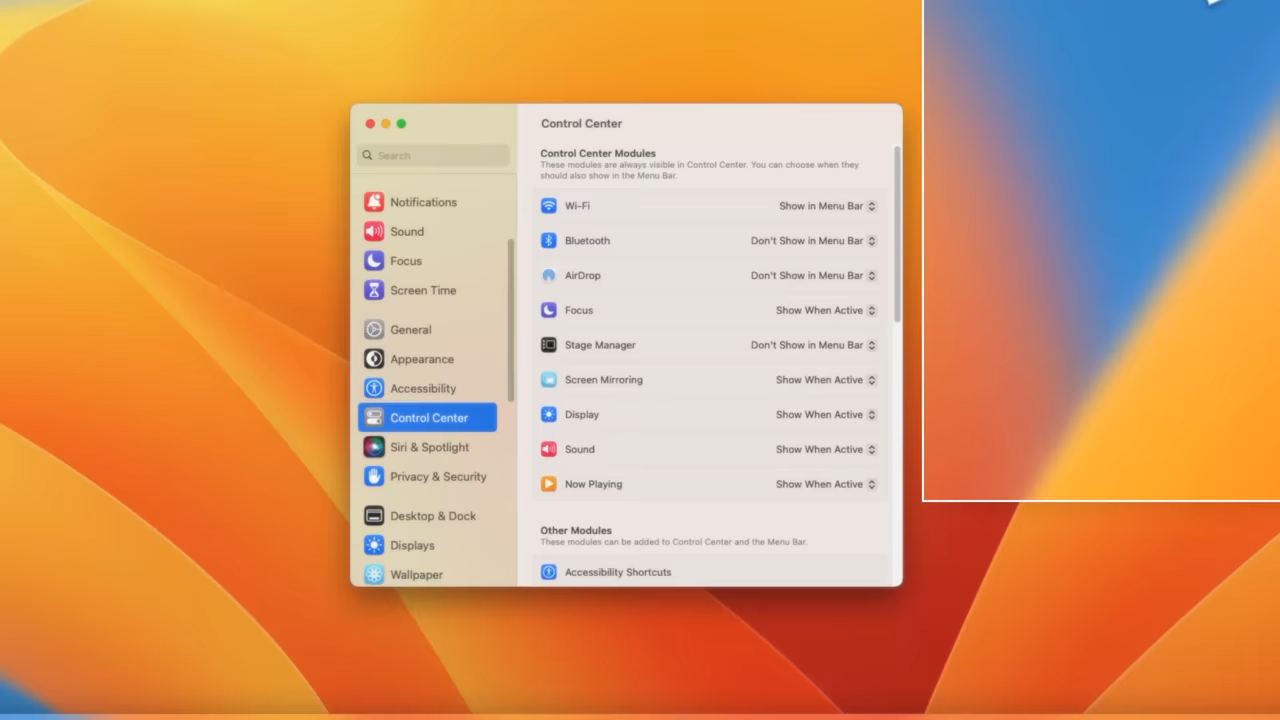 Search
Notifications
Sound
Focus
Screen Time
General
Appearance
Accessibility
Control Center
Siri & Spotlight
Privacy & Security
Desktop & Dock
Displays
Wallpaper
Control Center
Control Center Modules
These modules are always visible in Control Center. You can choose when they
should also show in the Menu Bar.
Wi-Fi Show in Menu Bar
Bluetooth Don't Show in Menu Bar
AirDrop Don't Show in Menu Bar
Focus Show When Active
Stage Manager Don't Show in Menu Bar
Screen Mirroring Show When Active
Display Show When Active
Sound Show When Active
Now Playing Show When Active
Other Modules
These modules can be added to Control Center and the Menu Bar.
Accessibility Shortcuts